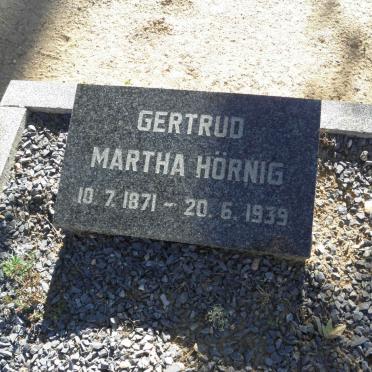 GERTRUD
MARTHA HÖRNIG
10. 7. 1871 – 20. 6. 1939